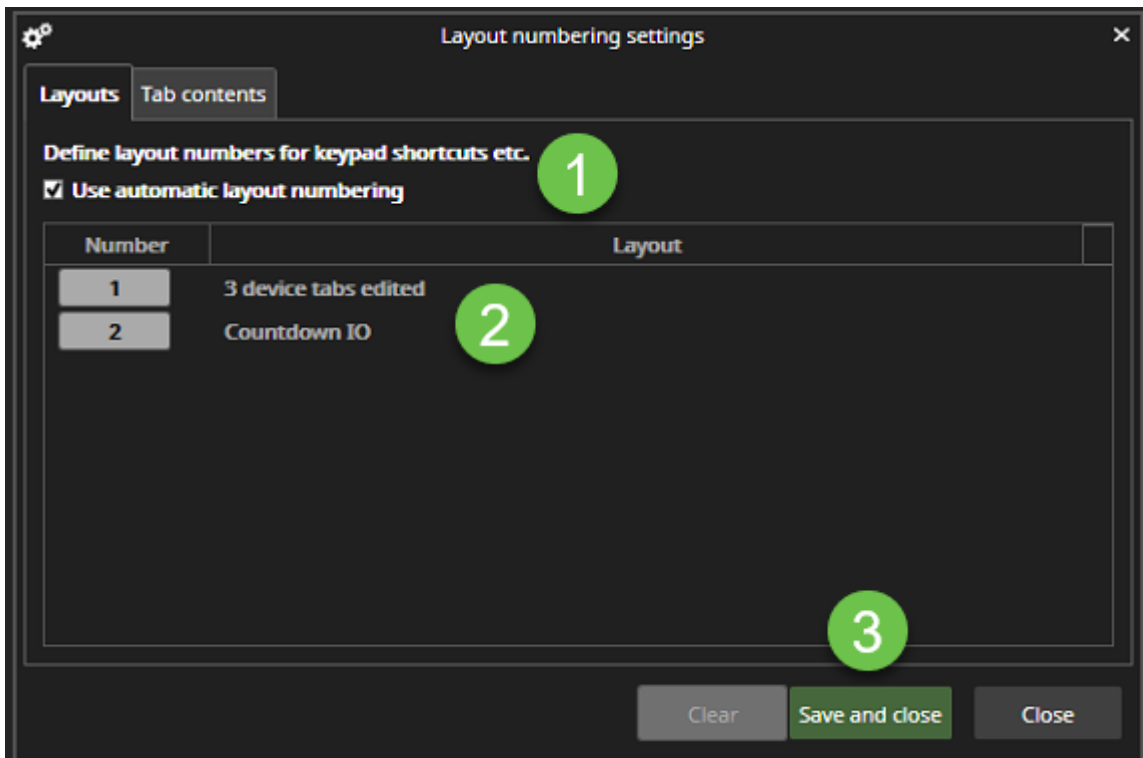 Layout numbering settings
Layouts Tab contents
Define layout numbers for keypad shortcuts etc.
1
Use automatic layout numbering
Number Layout
1 3 device tabs edited
2
2 Countdown IO
3
Clear Save and close Close